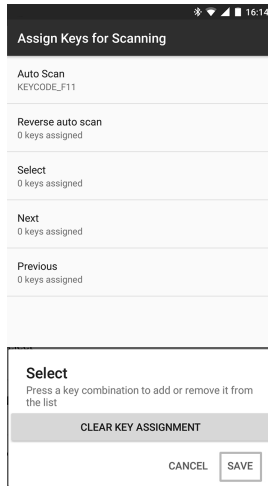 16:14
Assign Keys for Scanning
Auto Scan
KEYCODE_F11
Reverse auto scan
0 keys assigned
Select
0 keys assigned
Next
0 keys assigned
Previous
0 keys assigned
Select
Press a key combination to add or remove it from
the list
CLEAR KEY ASSIGNMENT
CANCEL SAVE